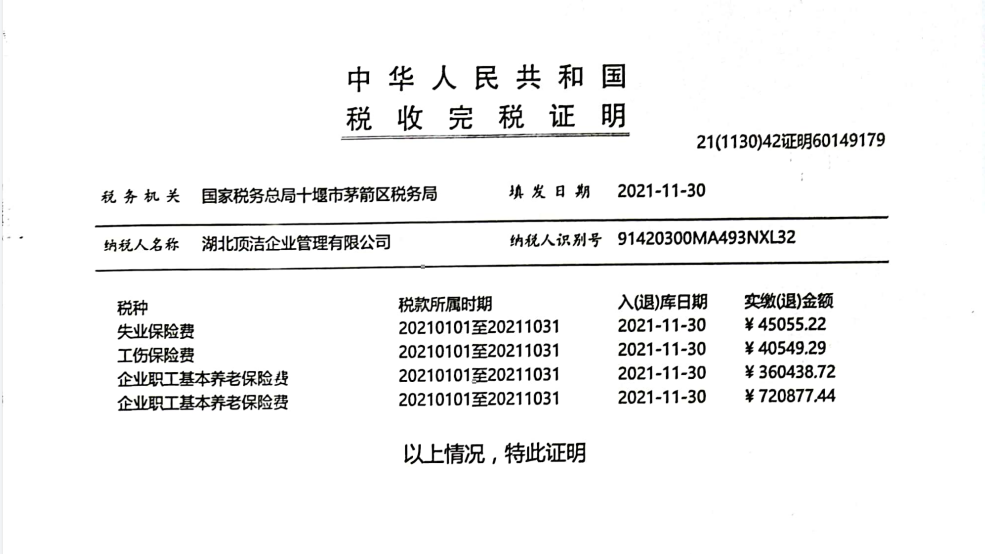 中华人民共和国
税收完税证明
21(1130)42证明60149179
税务机关 国家税务总局十堰市茅箭区税务局 填发日期 2021-11-30
纳税人名称 湖北顶洁企业管理有限公司 纳税人识别号 91420300MA493NXL32
税种 税款所属时期 入(退)库日期 实缴(退)金额
失业保险费 20210101至20211031 2021-11-30 ¥45055.22
工伤保险费 20210101至20211031 2021-11-30 ¥40549.29
企业职工基本养老保险费 20210101至20211031 2021-11-30 ¥360438.72
企业职工基本养老保险费 20210101至20211031 2021-11-30 ¥720877.44
以上情况，特此证明